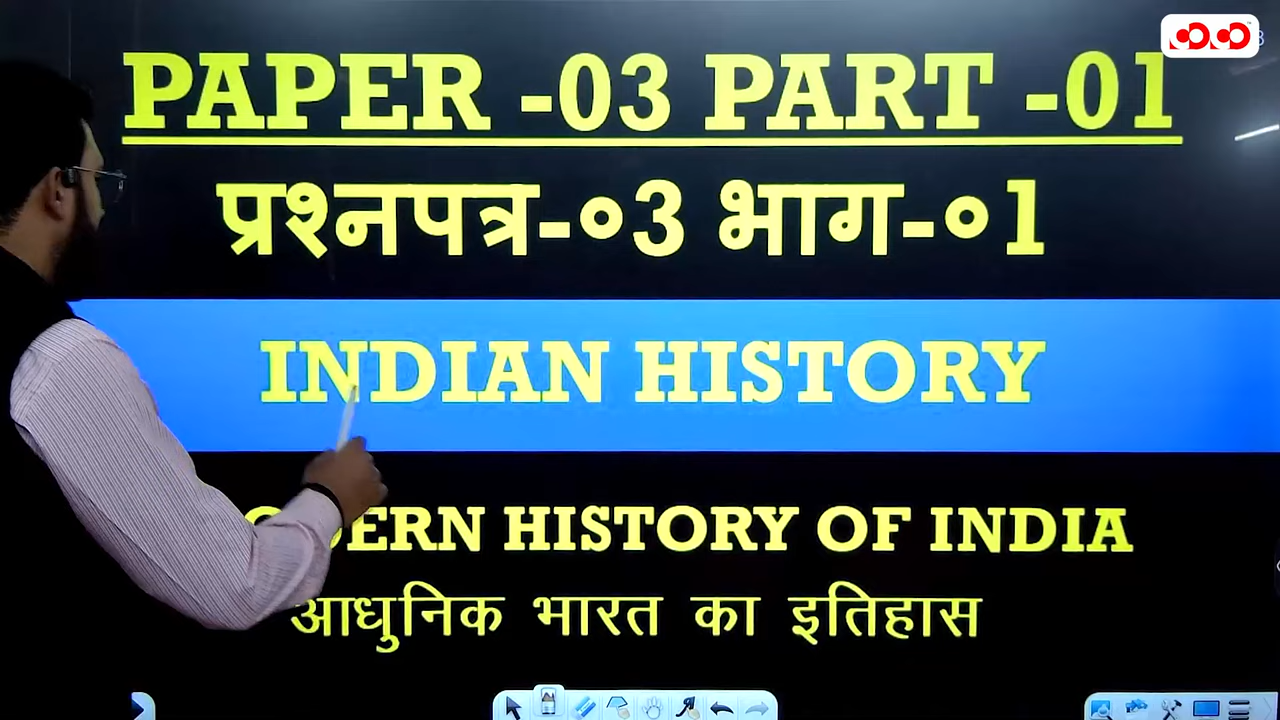 PAPER -03 PART -01
प्रश्नपत्र-०3 भाग-०1
INDIAN HISTORY
HISTORY OF INDIA
आधुनिक भारत का इतिहास